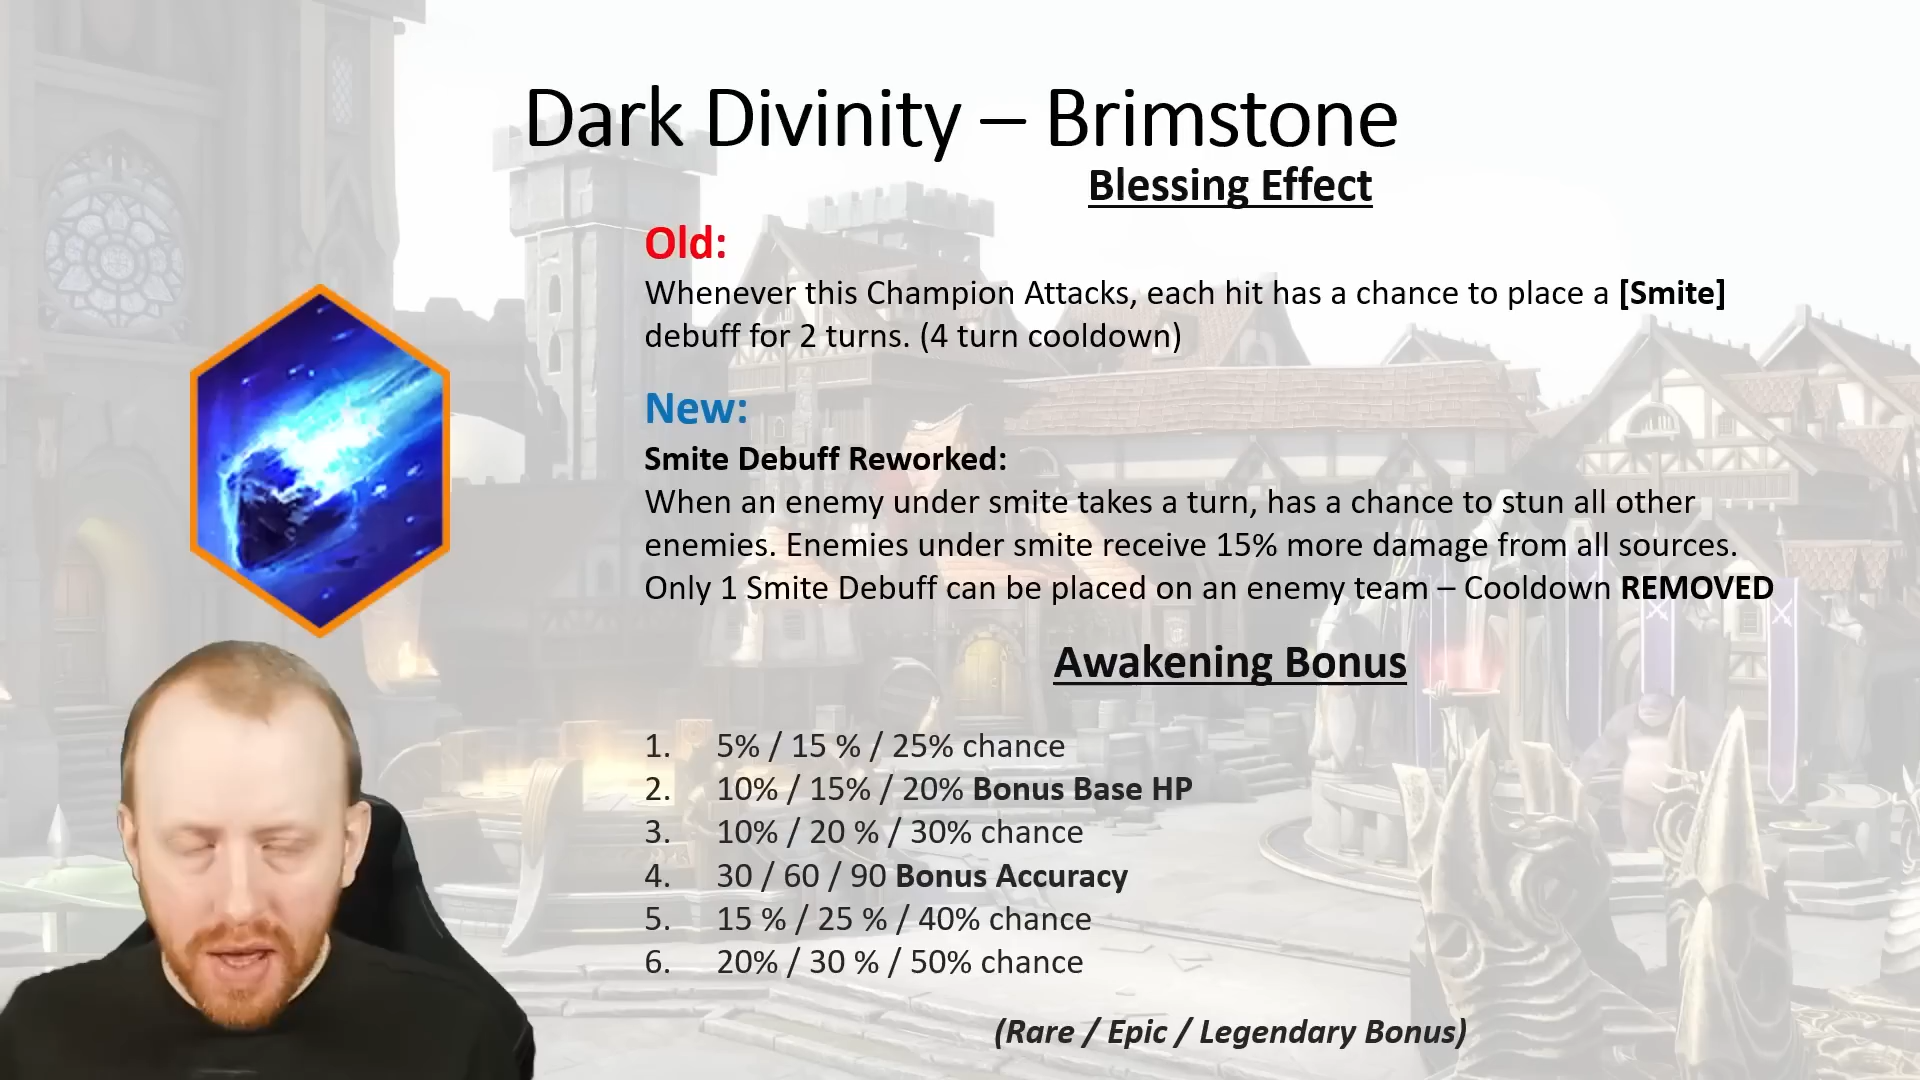 Dark Divinity – Brimstone
Blessing Effect
Old:
Whenever this Champion Attacks, each hit has a chance to place a [Smite]
debuff for 2 turns. (4 turn cooldown)
New:
Smite Debuff Reworked:
When an enemy under smite takes a turn, has a chance to stun all other
enemies. Enemies under smite receive 15% more damage from all sources.
Only 1 Smite Debuff can be placed on an enemy team – Cooldown REMOVED
Awakening Bonus
1. 5% / 15 % / 25% chance
2. 10% / 15% / 20% Bonus Base HP
3. 10% / 20 % / 30% chance
4. 30 / 60 / 90 Bonus Accuracy
5. 15 % / 25 % / 40% chance
6. 20% / 30 % / 50% chance
(Rare / Epic / Legendary Bonus)